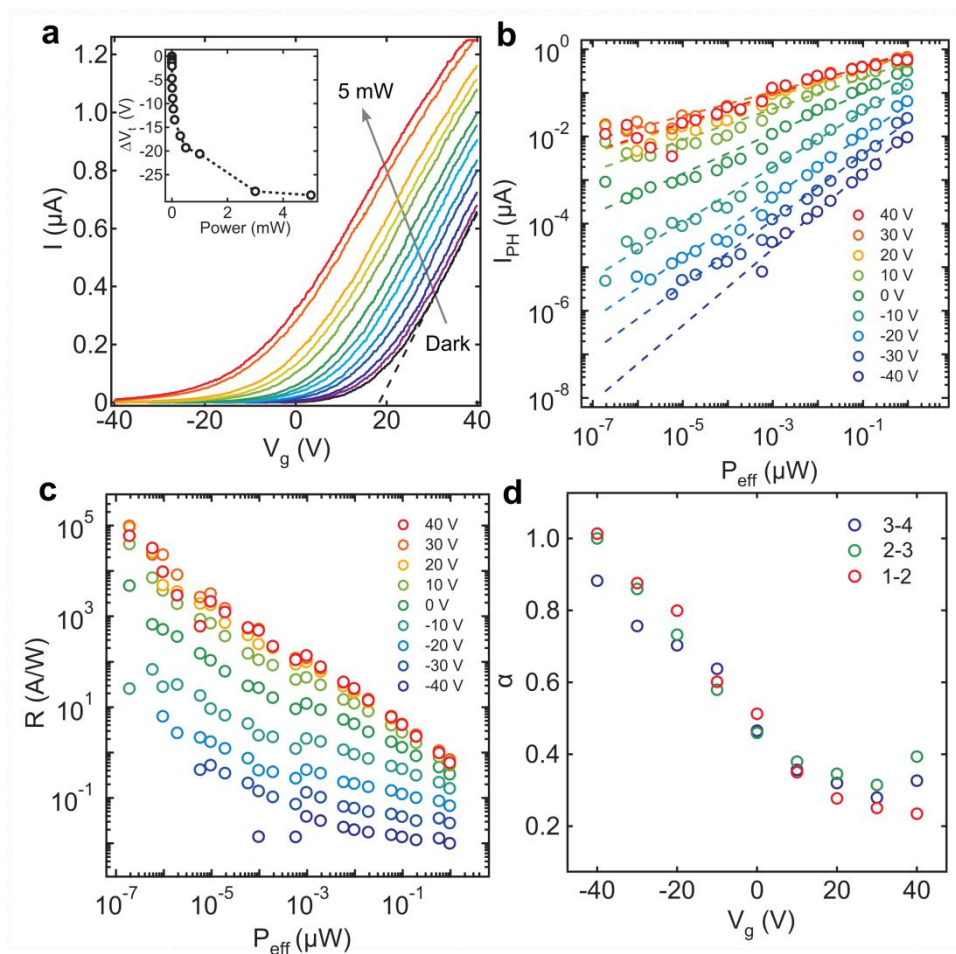 a
1.2
1.0
0.8
0.6
0.4
0.2
0
I (µA)
-40
-20
0
20
40
V_g (V)
5 mW
Dark
0
-5
-10
-15
-20
-25
ΔV_t (V)
0
2
4
Power (mW)
b
10^0
10^-2
10^-4
10^-6
10^-8
I_PH (µA)
10^-7
10^-5
10^-3
10^-1
P_eff (µW)
40 V
30 V
20 V
10 V
0 V
-10 V
-20 V
-30 V
-40 V
c
10^5
10^3
10^1
10^-1
R (A/W)
10^-7
10^-5
10^-3
10^-1
P_eff (µW)
40 V
30 V
20 V
10 V
0 V
-10 V
-20 V
-30 V
-40 V
d
1.0
0.8
0.6
0.4
0.2
α
-40
-20
0
20
40
V_g (V)
3-4
2-3
1-2